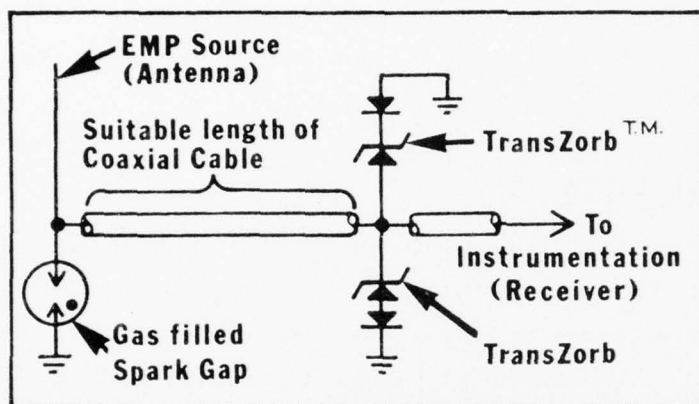 EMP Source
(Antenna)
Suitable length of
Coaxial Cable
TransZorb T.M.
To
Instrumentation
(Receiver)
Gas filled
Spark Gap
TransZorb